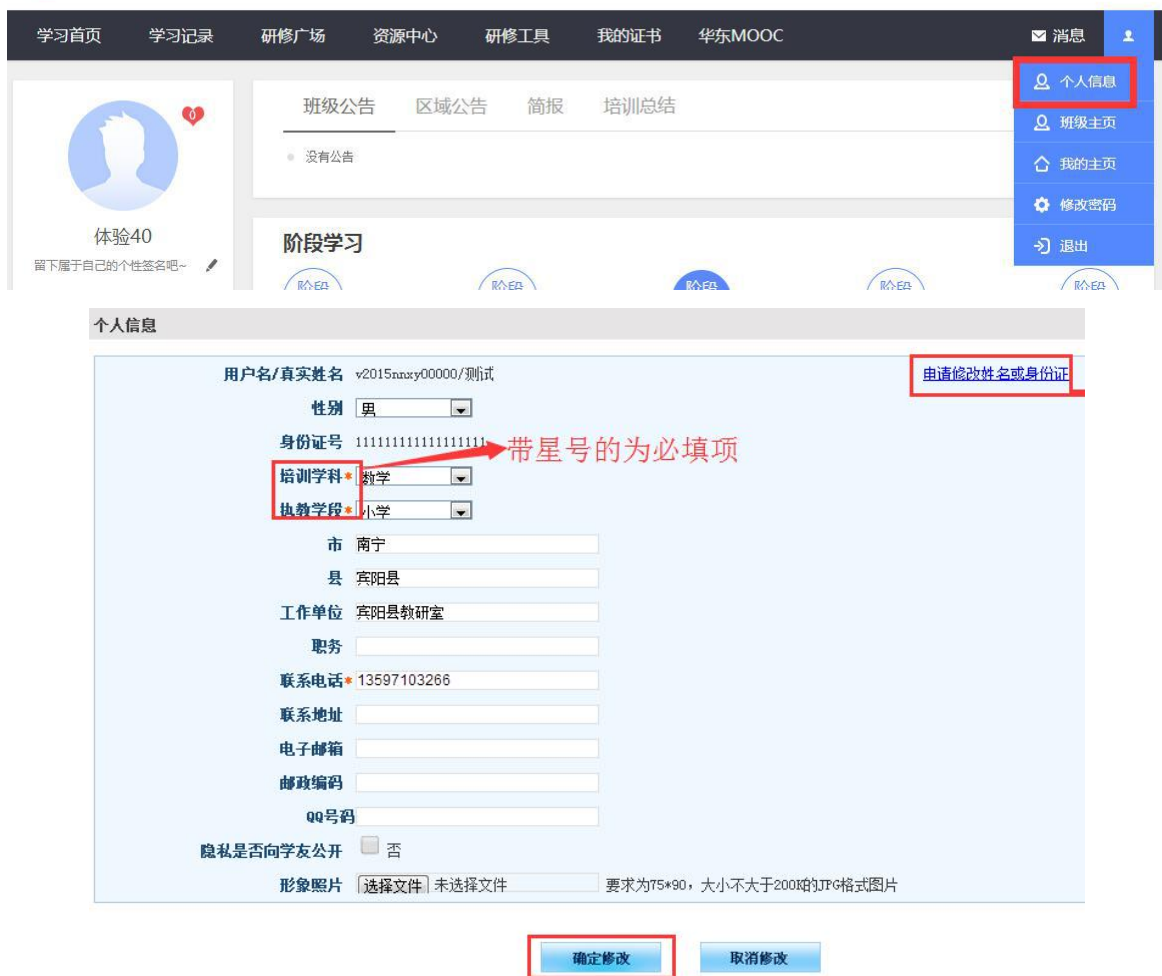 学习首页 学习记录 研修广场 资源中心 研修工具 我的证书 华东MOOC 消息
个人信息
班级主页
我的主页
修改密码
退出
0
体验40
留下属于自己的个性签名吧~
班级公告 区域公告 简报 培训总结
没有公告
阶段学习
阶段 阶段 阶段 阶段 阶段
个人信息
用户名/真实姓名 v2015nnxy00000/测试 申请修改姓名或身份证
性别 男
身份证号 111111111111111111
带星号的为必填项
培训学科* 数学
执教学段* 小学
市 南宁
县 宾阳县
工作单位 宾阳县教研室
职务
联系电话* 13597103266
联系地址
电子邮箱
邮政编码
QQ号码
隐私是否向学友公开 否
形象照片 选择文件 未选择文件 要求为75*90，大小不大于200K的JPG格式图片
确定修改 取消修改